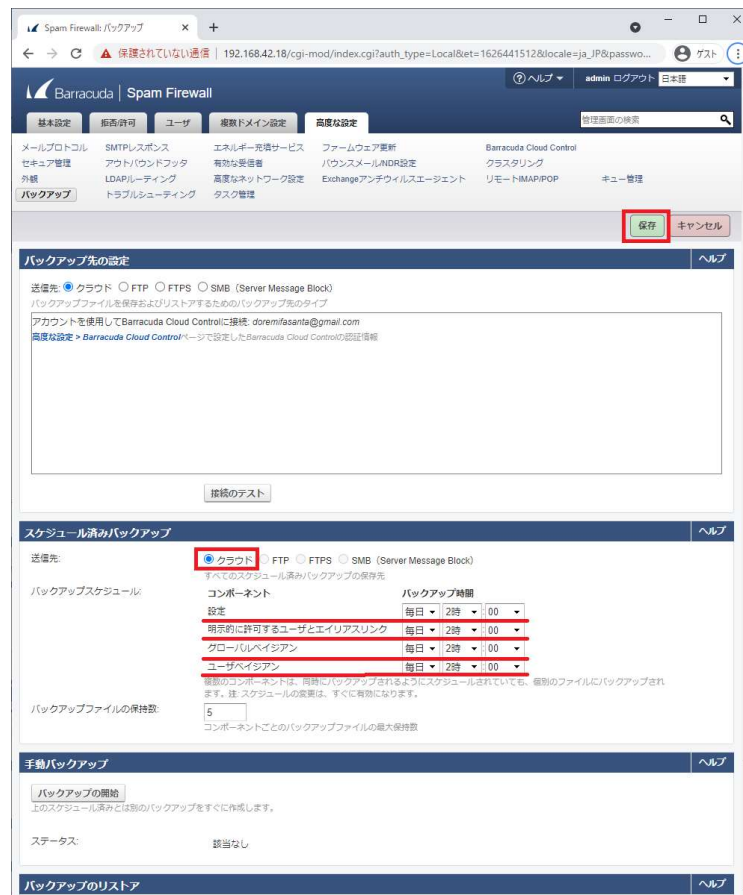 Spam Firewall: バックアップ
保護されていない通信 | 192.168.42.18/cgi-mod/index.cgi?auth_type=Local&et=1626441512&locale=ja_JP&passwo... ゲスト
Barracuda | Spam Firewall
ヘルプ admin ログアウト 日本語
基本設定 拒否/許可 ユーザ 複数ドメイン設定 高度な設定 管理画面の検索
メールプロトコル SMTPレスポンス エネルギー充填サービス ファームウェア更新 Barracuda Cloud Control
セキュア管理 アウトバウンドフッタ 有効な受信者 バウンスメール/NDR設定 クラスタリング
外観 LDAPルーティング 高度なネットワーク設定 Exchangeアンチウィルスエージェント リモートIMAP/POP キュー管理
バックアップ トラブルシューティング タスク管理
保存 キャンセル
バックアップ先の設定 ヘルプ
送信先: クラウド FTP FTPS SMB (Server Message Block)
バックアップファイルを保存およびリストアするためのバックアップ先のタイプ
アカウントを使用してBarracuda Cloud Controlに接続: doremifasanta@gmail.com
高度な設定 > Barracuda Cloud Controlページで設定したBarracuda Cloud Controlの認証情報
接続のテスト
スケジュール済みバックアップ ヘルプ
送信先: クラウド FTP FTPS SMB (Server Message Block)
すべてのスケジュール済みバックアップの保存先
バックアップスケジュール: コンポーネント バックアップ時間
設定 毎日 2時 : 00
明示的に許可するユーザとエイリアスリンク 毎日 2時 : 00
グローバルベイジアン 毎日 2時 : 00
ユーザベイジアン 毎日 2時 : 00
複数のコンポーネントは、同時にバックアップされるようにスケジュールされていても、個別のファイルにバックアップされ
ます。注: スケジュールの変更は、すぐに有効になります。
バックアップファイルの保持数: 5
コンポーネントごとのバックアップファイルの最大保持数
手動バックアップ ヘルプ
バックアップの開始
上のスケジュール済みとは別のバックアップをすぐに作成します。
ステータス: 該当なし
バックアップのリストア ヘルプ